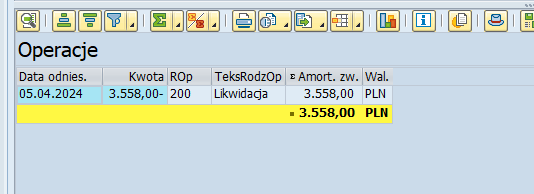 Operacje
Data odnies. Kwota ROp TeksRodzOp Amort. zw. Wal.
05.04.2024 3.558,00- 200 Likwidacja 3.558,00 PLN
3.558,00 PLN